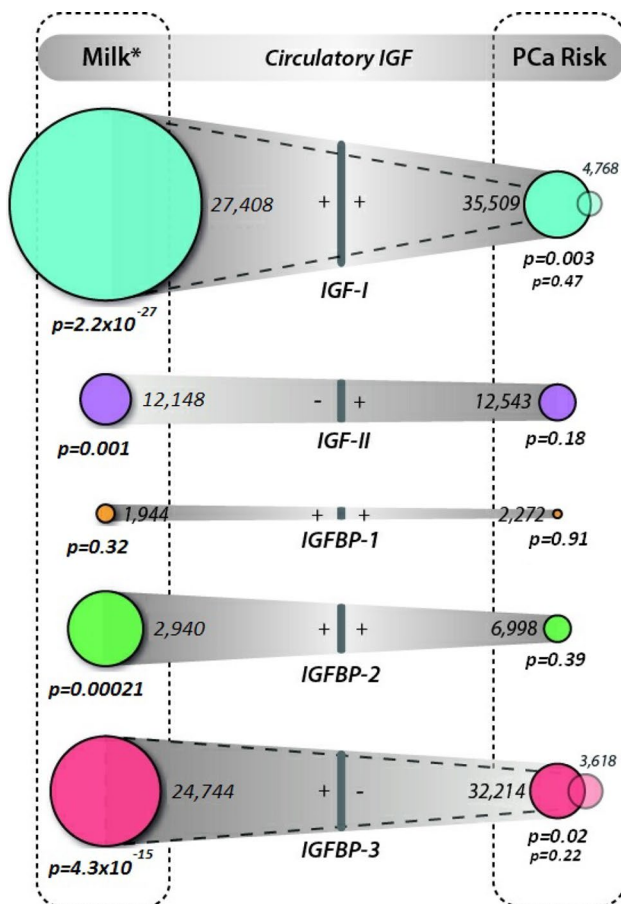 Milk* Circulatory IGF PCa Risk
4,768
27,408 + + 35,509
p=0.003
IGF-I p=0.47
p=2.2x10-27
12,148 - + 12,543
p=0.001 IGF-II p=0.18
1,944 + + 2,272
p=0.32 IGFBP-1 p=0.91
2,940 + + 6,998
p=0.00021 IGFBP-2 p=0.39
3,618
24,744 + - 32,214
p=0.02
p=4.3x10-15 IGFBP-3 p=0.22